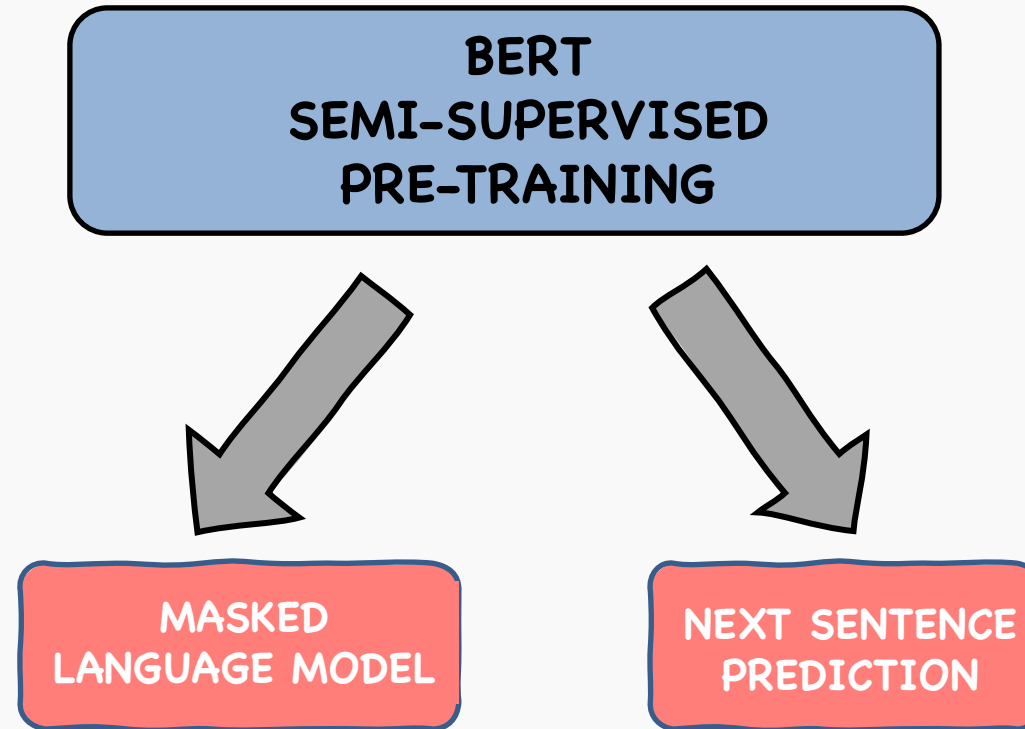 BERT
SEMI-SUPERVISED
PRE-TRAINING
MASKED
LANGUAGE MODEL
NEXT SENTENCE
PREDICTION